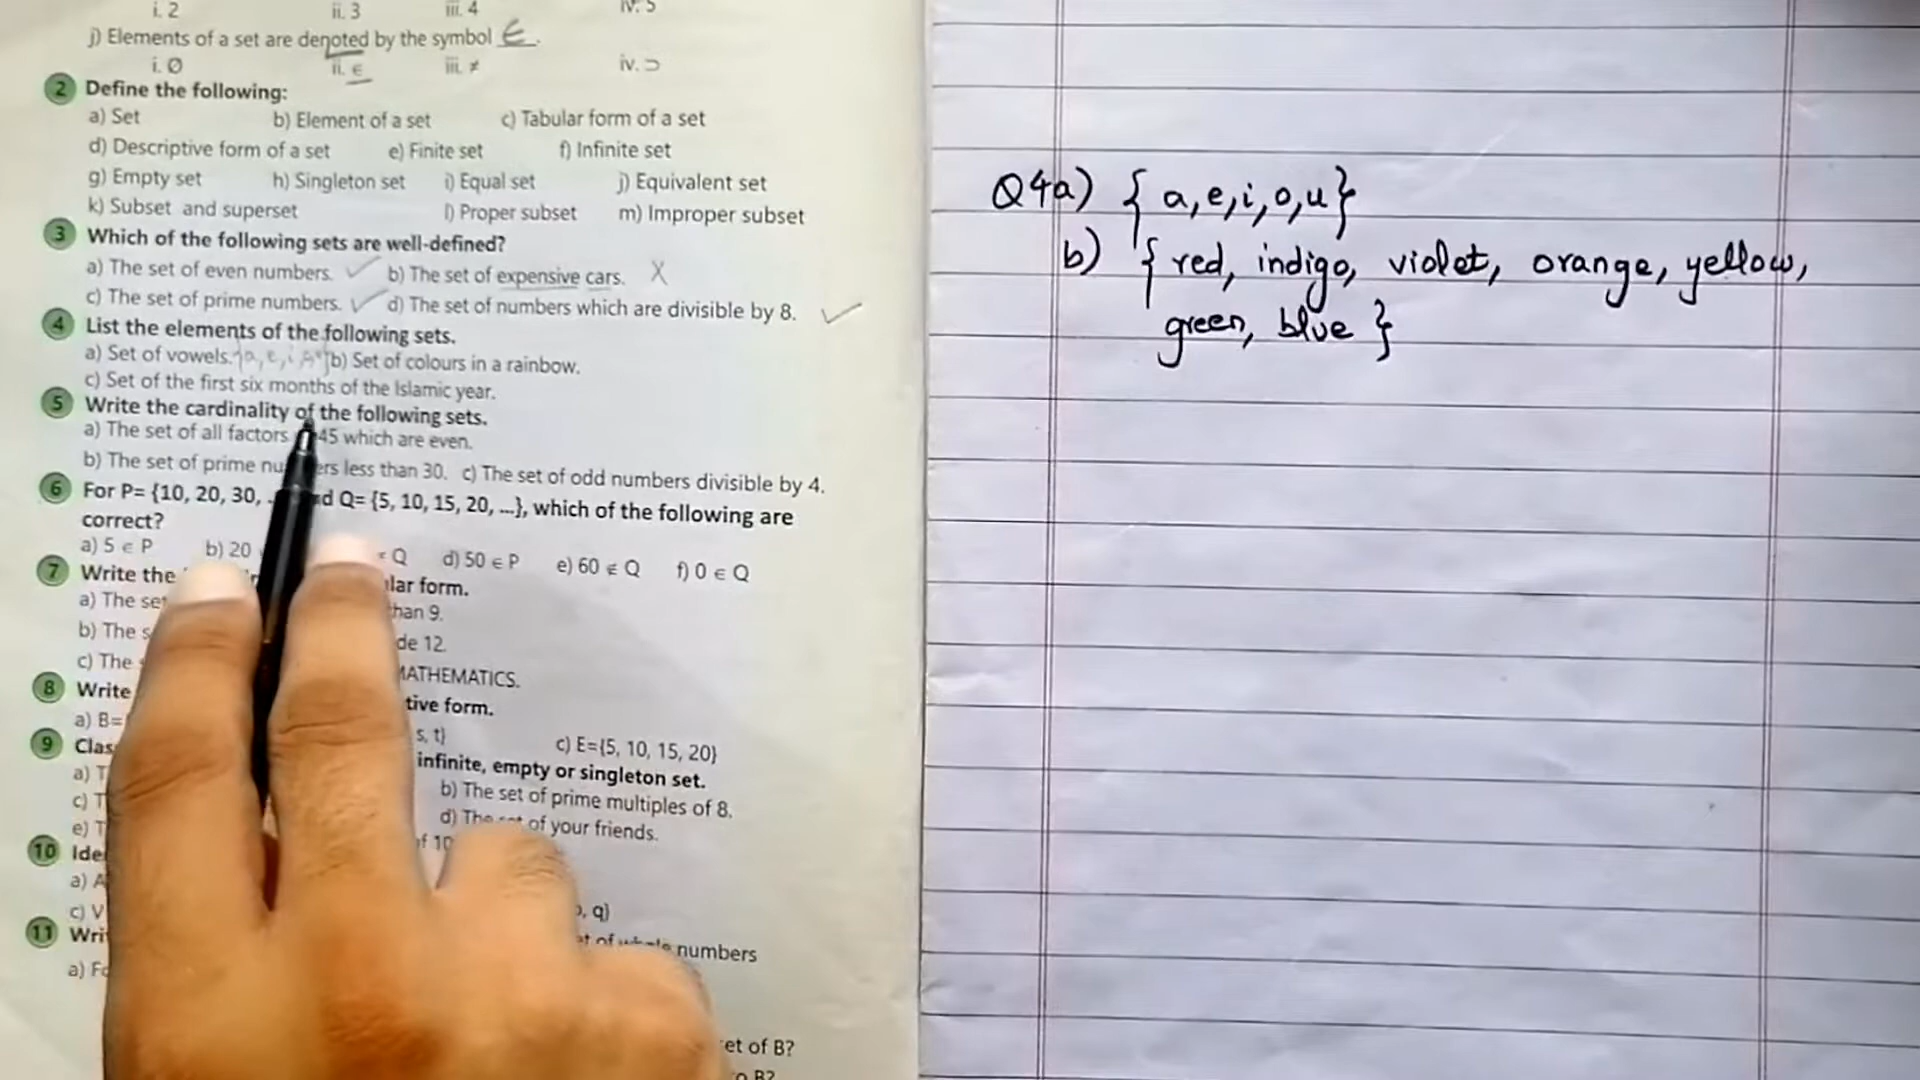 i. 2 ii. 3 iii. 4 iv. 5
j) Elements of a set are denoted by the symbol ∈.
i. Ø ii. ∈ iii. ≠ iv. ⊃
2 Define the following:
a) Set b) Element of a set c) Tabular form of a set
d) Descriptive form of a set e) Finite set f) Infinite set
g) Empty set h) Singleton set i) Equal set j) Equivalent set
k) Subset and superset l) Proper subset m) Improper subset
3 Which of the following sets are well-defined?
a) The set of even numbers. ✓ b) The set of expensive cars. X
c) The set of prime numbers. ✓ d) The set of numbers which are divisible by 8. ✓
4 List the elements of the following sets.
a) Set of vowels. {a, e, i b) Set of colours in a rainbow.
c) Set of the first six months of the Islamic year.
5 Write the cardinality of the following sets.
a) The set of all factors 45 which are even.
b) The set of prime less than 30. c) The set of odd numbers divisible by 4.
6 For P= {10, 20, 30, Q= {5, 10, 15, 20, ...}, which of the following are
correct?
a) 5 ∈ P b) 20 Q d) 50 ∈ P e) 60 ∉ Q f) 0 ∈ Q
7 Write the form.
a) The 9.
b) The 12.
c) The MATHEMATICS.
8 Write form.
a) B= s, t} c) E={5, 10, 15, 20}
9 infinite, empty or singleton set.
b) The set of prime multiples of 8.
d) of your friends.
e)
10
a)
c) q}
11 numbers
a)
of B?
B?
Q4a) { a,e,i,o,u}
b) { red, indigo, violet, orange, yellow,
green, blue }